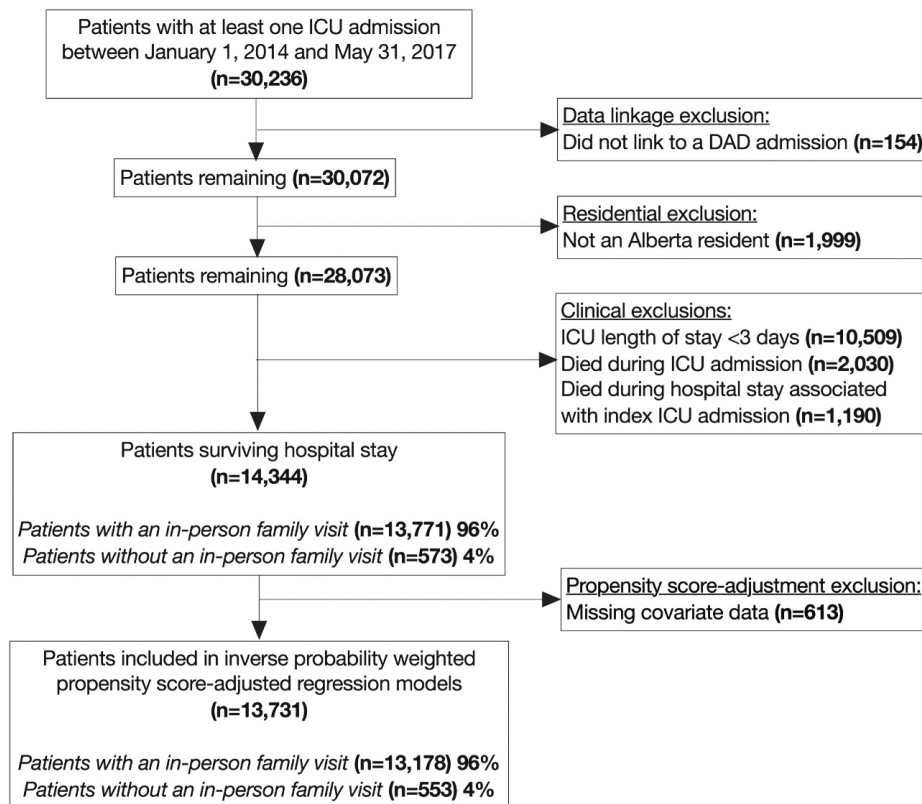 Patients with at least one ICU admission
between January 1, 2014 and May 31, 2017
(n=30,236)
Data linkage exclusion:
Did not link to a DAD admission (n=154)
Patients remaining (n=30,072)
Residential exclusion:
Not an Alberta resident (n=1,999)
Patients remaining (n=28,073)
Clinical exclusions:
ICU length of stay <3 days (n=10,509)
Died during ICU admission (n=2,030)
Died during hospital stay associated
with index ICU admission (n=1,190)
Patients surviving hospital stay
(n=14,344)
Patients with an in-person family visit (n=13,771) 96%
Patients without an in-person family visit (n=573) 4%
Propensity score-adjustment exclusion:
Missing covariate data (n=613)
Patients included in inverse probability weighted
propensity score-adjusted regression models
(n=13,731)
Patients with an in-person family visit (n=13,178) 96%
Patients without an in-person family visit (n=553) 4%